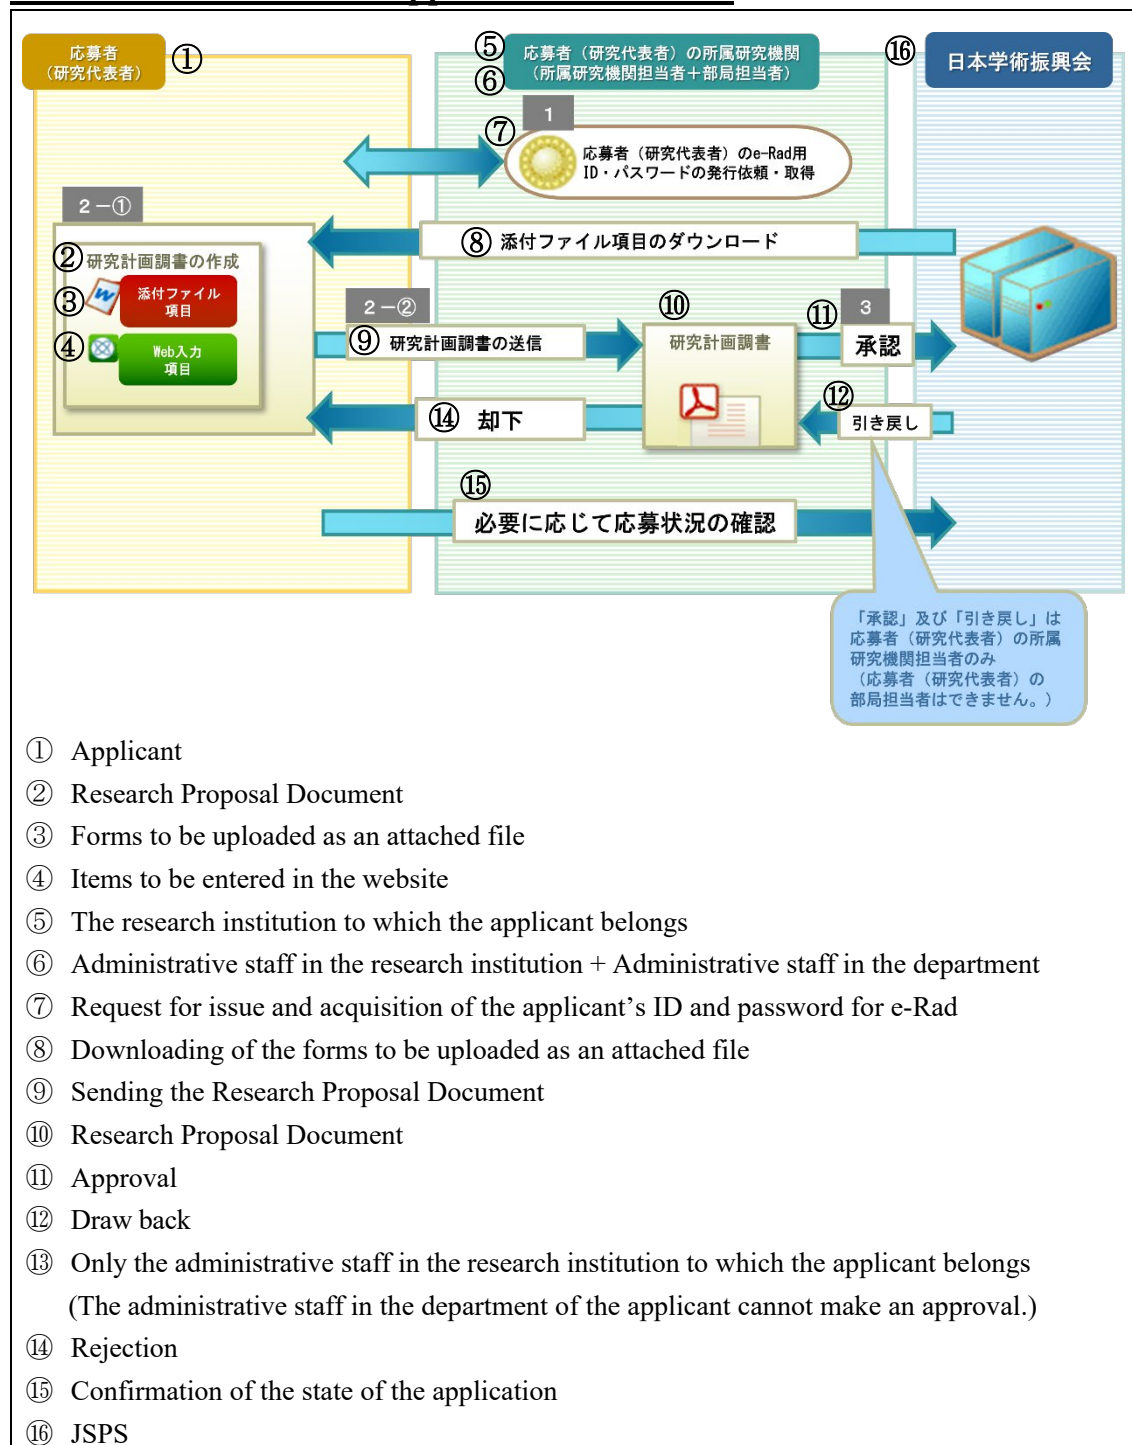 応募者
(研究代表者)
①
⑤
⑥
応募者（研究代表者）の所属研究機関
(所属研究機関担当者＋部局担当者)
⑯
日本学術振興会
1
⑦
応募者（研究代表者）のe-Rad用
ID・パスワードの発行依頼・取得
2－①
⑧ 添付ファイル項目のダウンロード
② 研究計画調書の作成
③ 添付ファイル
項目
④ Web入力
項目
2－②
⑨ 研究計画調書の送信
⑩
研究計画調書
⑪
3
承認
⑫
引き戻し
⑭ 却下
⑮
必要に応じて応募状況の確認
「承認」及び「引き戻し」は
応募者（研究代表者）の所属
研究機関担当者のみ
（応募者（研究代表者）の
部局担当者はできません。）
① Applicant
② Research Proposal Document
③ Forms to be uploaded as an attached file
④ Items to be entered in the website
⑤ The research institution to which the applicant belongs
⑥ Administrative staff in the research institution + Administrative staff in the department
⑦ Request for issue and acquisition of the applicant’s ID and password for e-Rad
⑧ Downloading of the forms to be uploaded as an attached file
⑨ Sending the Research Proposal Document
⑩ Research Proposal Document
⑪ Approval
⑫ Draw back
⑬ Only the administrative staff in the research institution to which the applicant belongs
(The administrative staff in the department of the applicant cannot make an approval.)
⑭ Rejection
⑮ Confirmation of the state of the application
⑯ JSPS